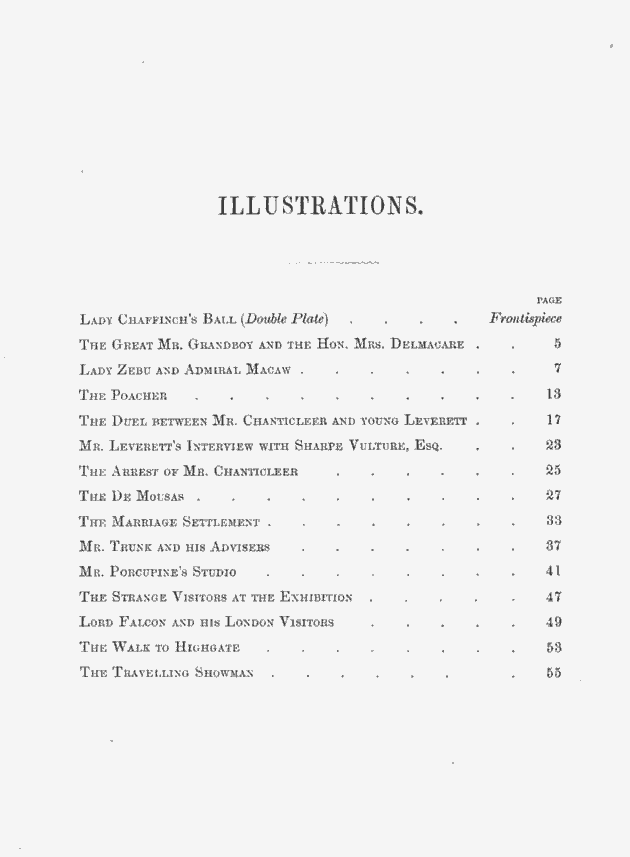 ILLUSTRATIONS.
PAGE
Lady Chaffinch's Ball (Double Plate) . . . . Frontispiece
The Great Mr. Grandboy and the Hon. Mrs. Delmacare . . 5
Lady Zebu and Admiral Macaw . . . . . . . 7
The Poacher . . . . . . . . . . 13
The Duel between Mr. Chanticleer and young Leverett . . 17
Mr. Leverett's Interview with Sharpe Vulture, Esq. . . 23
The Arrest of Mr. Chanticleer . . . . . . 25
The De Mousas . . . . . . . . . . 27
The Marriage Settlement . . . . . . . . 33
Mr. Trunk and his Advisers . . . . . . . 37
Mr. Porcupine's Studio . . . . . . . . 41
The Strange Visitors at the Exhibition . . . . . 47
Lord Falcon and his London Visitors . . . . . 49
The Walk to Highgate . . . . . . . . 53
The Travelling Showman . . . . . . . 55